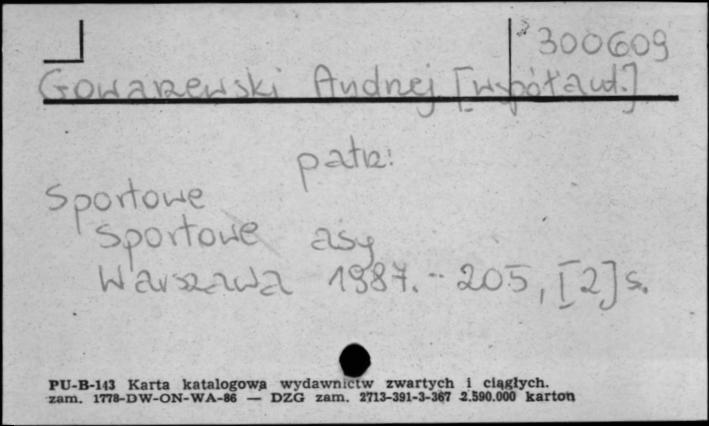 300609
Gowarzewski Andrzej [współaut.]
patrz:
Sportowe
Sportowe asy
Warszawa 1987. - 205, [2] s.
PU-B-143 Karta katalogowa wydawnictw zwartych i ciągłych.
zam. 1778-DW-ON-WA-86 — DZG zam. 2713-391-3-367 2.590.000 karton